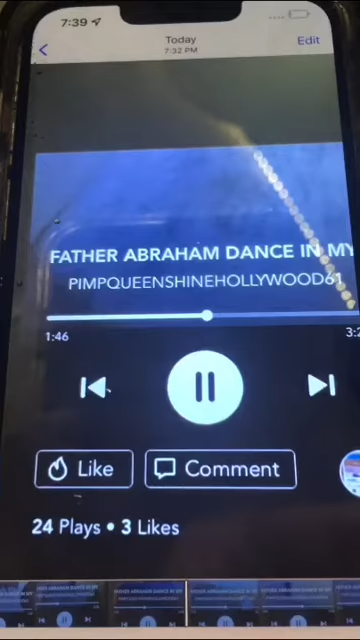 7:39
Today
7:32 PM
Edit
FATHER ABRAHAM DANCE IN MY
PIMPQUEENSHINEHOLLYWOOD61
1:46
3:2
Like
Comment
24 Plays • 3 Likes